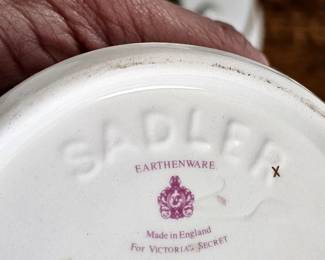 SADLER
x
EARTHENWARE
Made in England
For VICTORIA'S SECRET